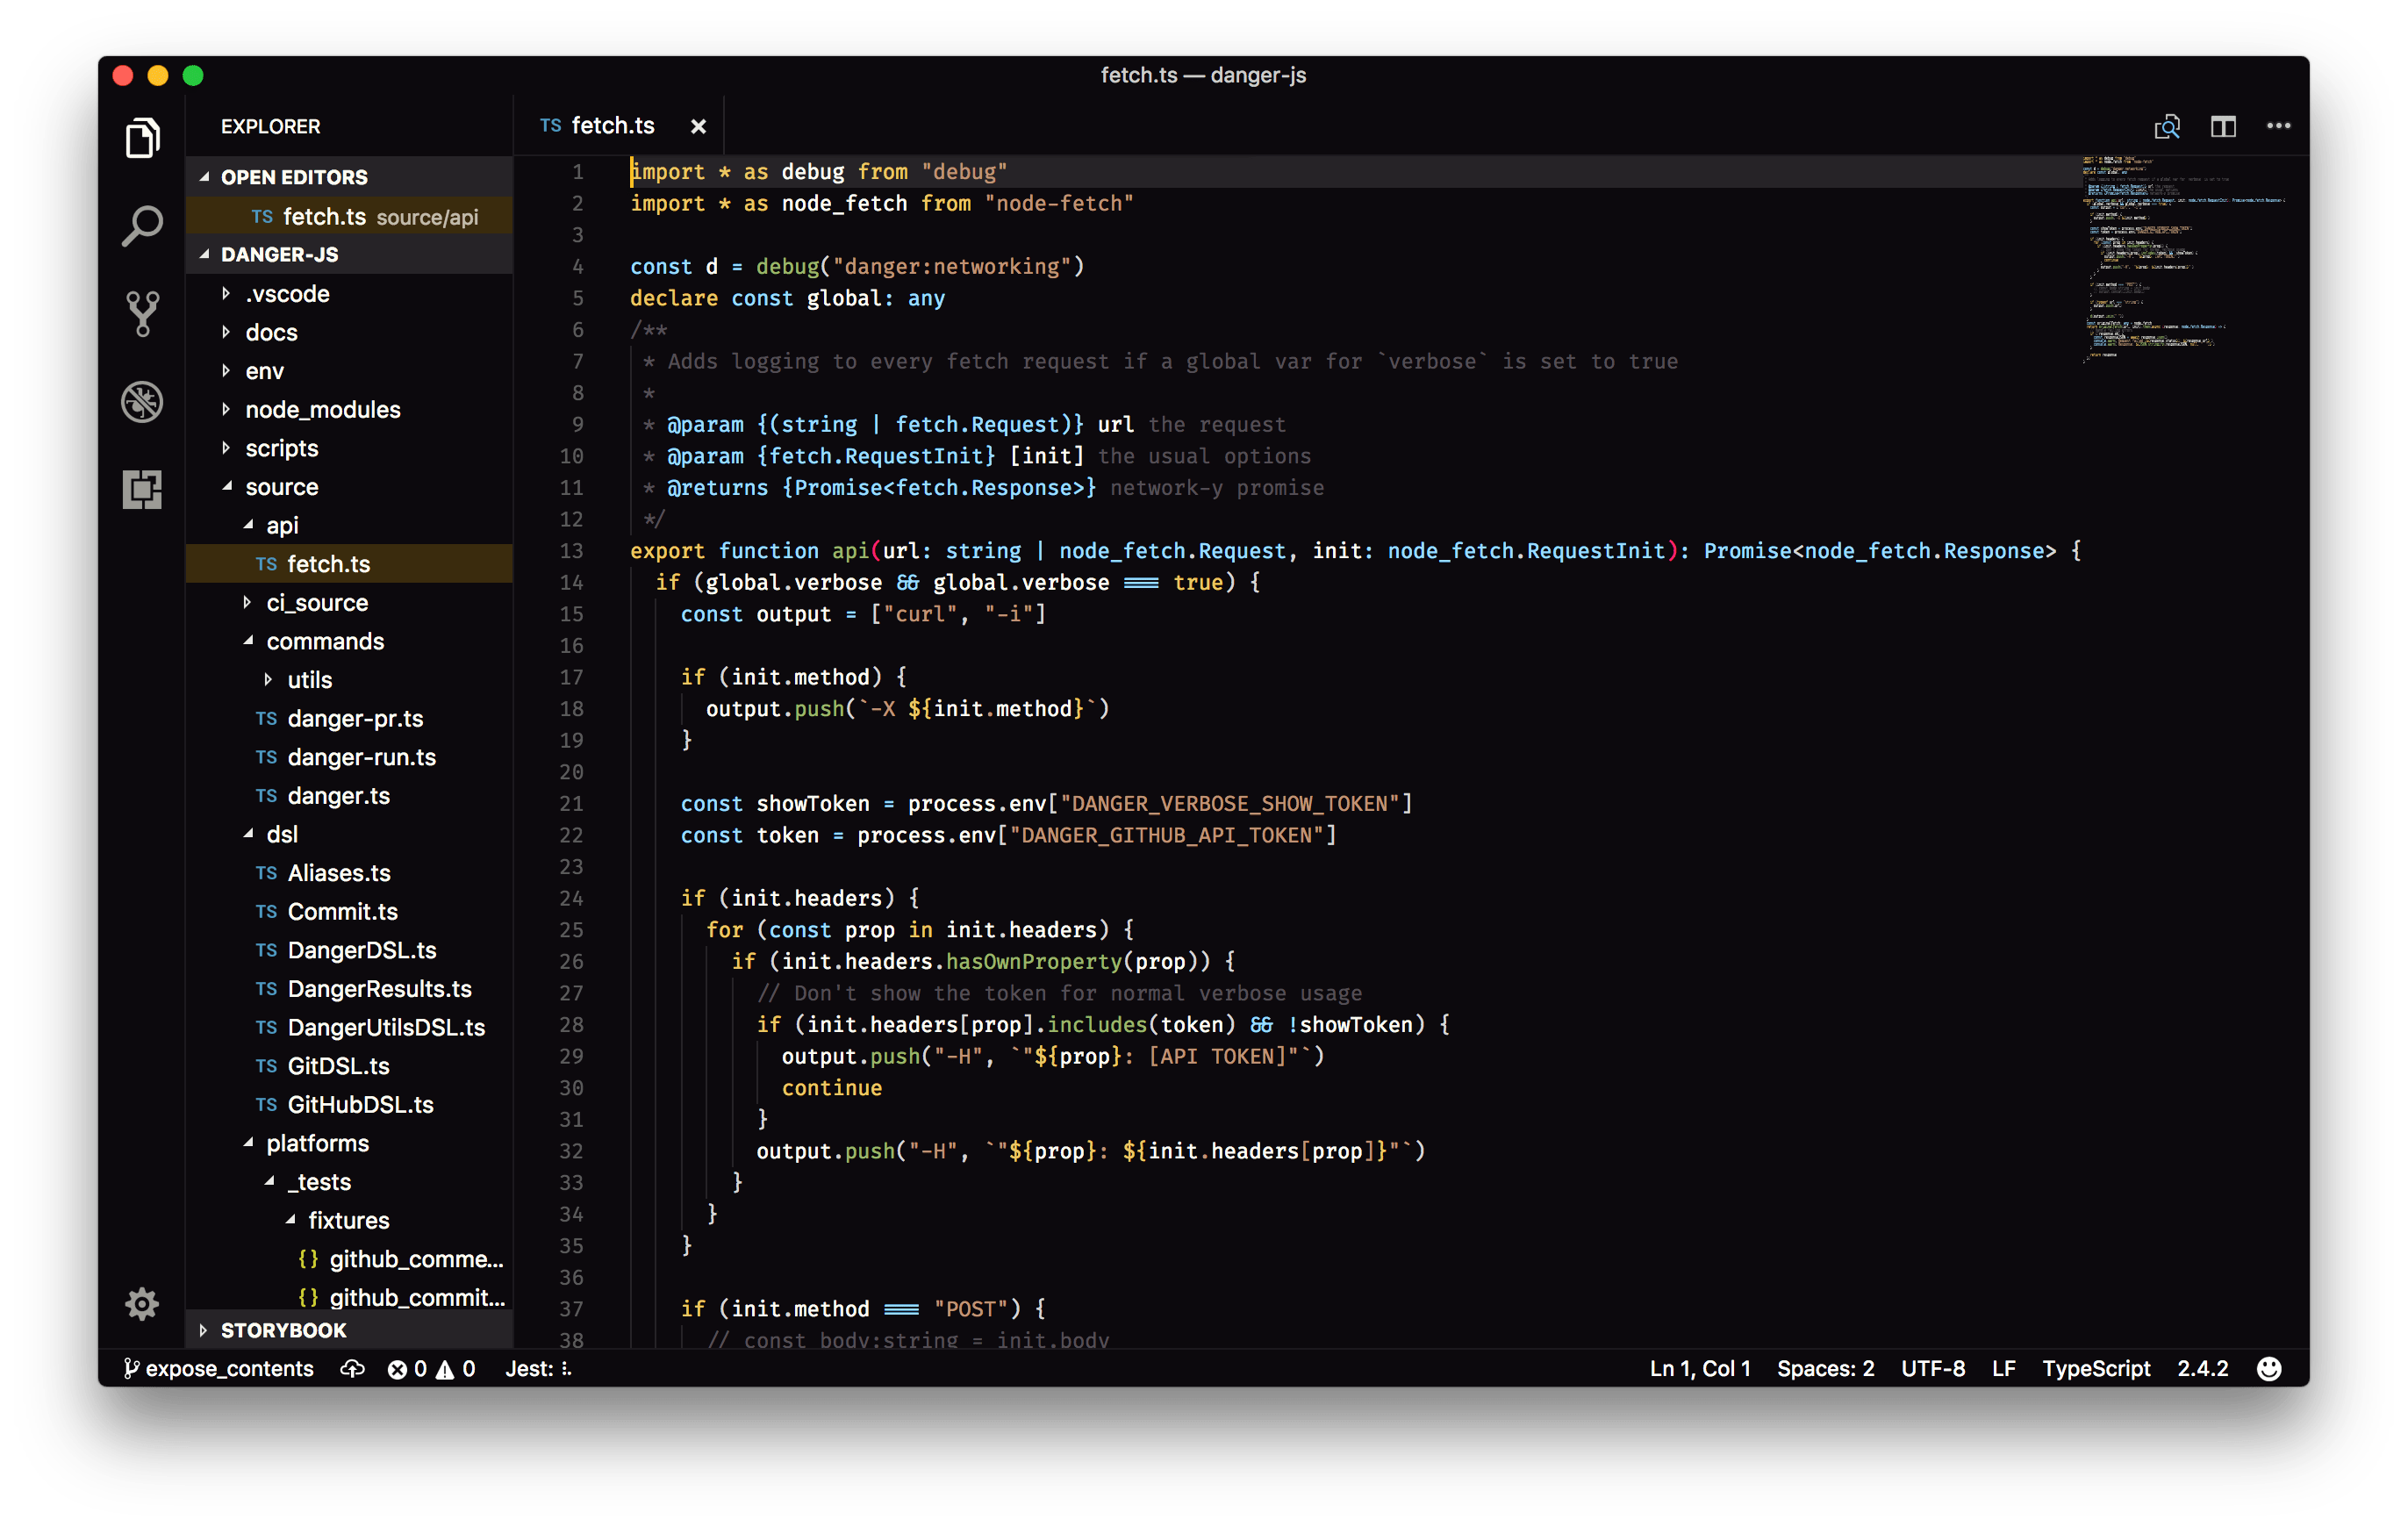 fetch.ts — danger-js
EXPLORER
OPEN EDITORS
TS fetch.ts source/api
DANGER-JS
.vscode
docs
env
node_modules
scripts
source
api
TS fetch.ts
ci_source
commands
utils
TS danger-pr.ts
TS danger-run.ts
TS danger.ts
dsl
TS Aliases.ts
TS Commit.ts
TS DangerDSL.ts
TS DangerResults.ts
TS DangerUtilsDSL.ts
TS GitDSL.ts
TS GitHubDSL.ts
platforms
_tests
fixtures
{} github_comme...
{} github_commit...
STORYBOOK
TS fetch.ts ×
1 import * as debug from "debug"
2 import * as node_fetch from "node-fetch"
3
4 const d = debug("danger:networking")
5 declare const global: any
6 /**
7 * Adds logging to every fetch request if a global var for `verbose` is set to true
8 *
9 * @param {(string | fetch.Request)} url the request
10 * @param {fetch.RequestInit} [init] the usual options
11 * @returns {Promise<fetch.Response>} network-y promise
12 */
13 export function api(url: string | node_fetch.Request, init: node_fetch.RequestInit): Promise<node_fetch.Response> {
14 if (global.verbose && global.verbose === true) {
15 const output = ["curl", "-i"]
16
17 if (init.method) {
18 output.push(`-X ${init.method}`)
19 }
20
21 const showToken = process.env["DANGER_VERBOSE_SHOW_TOKEN"]
22 const token = process.env["DANGER_GITHUB_API_TOKEN"]
23
24 if (init.headers) {
25 for (const prop in init.headers) {
26 if (init.headers.hasOwnProperty(prop)) {
27 // Don't show the token for normal verbose usage
28 if (init.headers[prop].includes(token) && !showToken) {
29 output.push("-H", `"${prop}: [API TOKEN]"`)
30 continue
31 }
32 output.push("-H", `"${prop}: ${init.headers[prop]}"`)
33 }
34 }
35 }
36
37 if (init.method === "POST") {
38 // const body:string = init.body
expose_contents 0 0 Jest:
Ln 1, Col 1 Spaces: 2 UTF-8 LF TypeScript 2.4.2